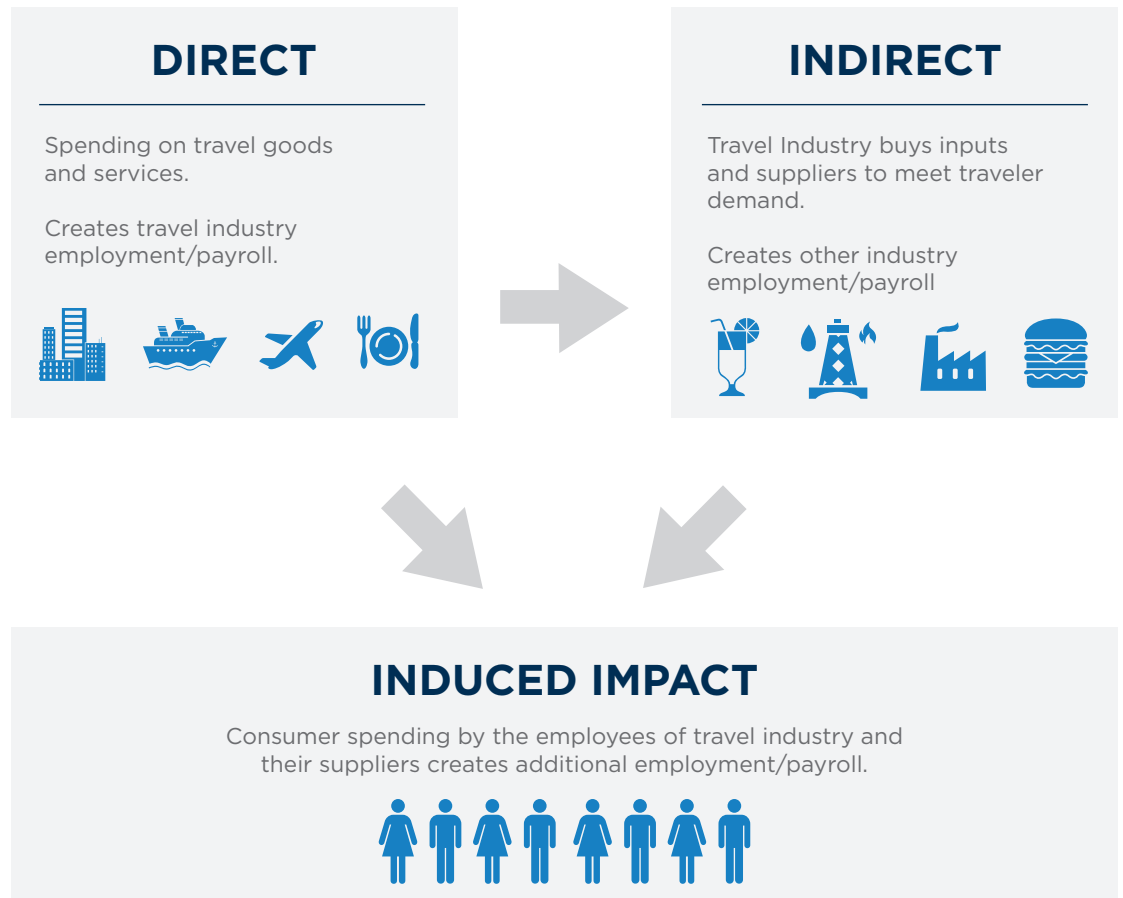 DIRECT
Spending on travel goods
and services.
Creates travel industry
employment/payroll.
INDIRECT
Travel Industry buys inputs
and suppliers to meet traveler
demand.
Creates other industry
employment/payroll
INDUCED IMPACT
Consumer spending by the employees of travel industry and
their suppliers creates additional employment/payroll.